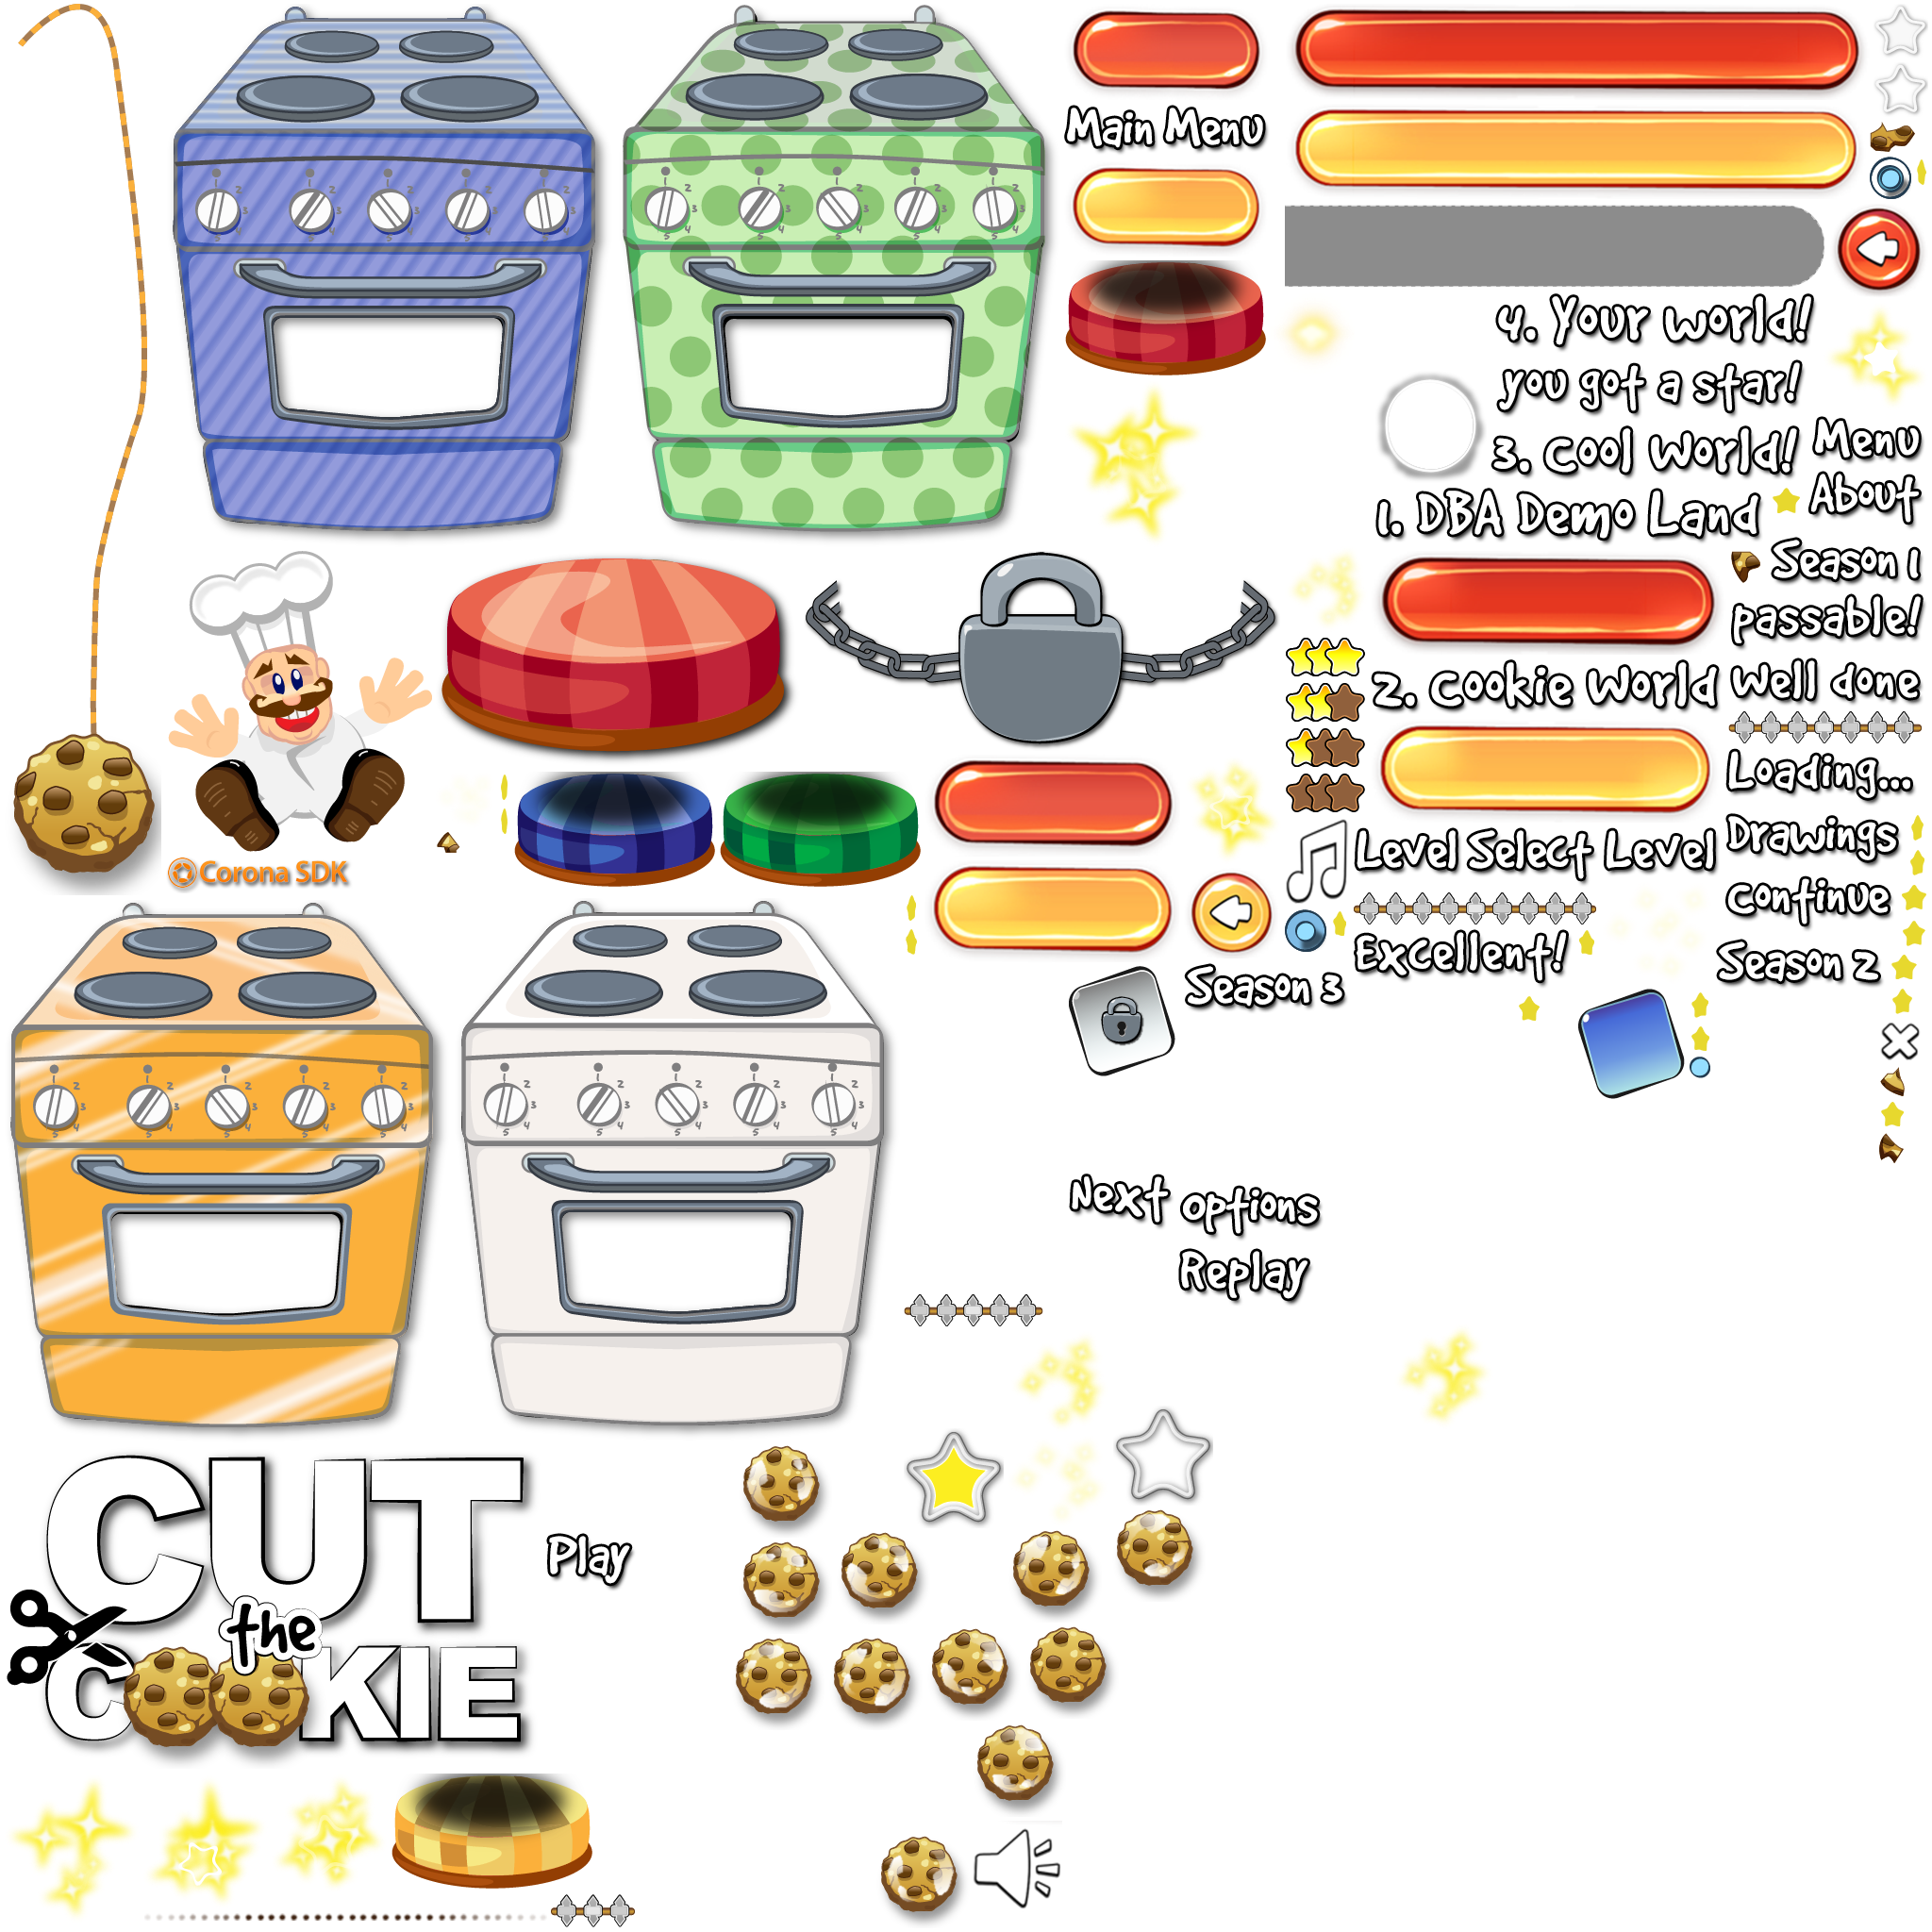 Main Menu
4. Your world!
you got a star!
3. Cool World!
Menu
1. DBA Demo Land
About
Season 1
passable!
2. Cookie World
Well done
Loading...
Level Select Level
Drawings
Corona SDK
Continue
Excellent!
Season 2
Season 3
Next
options
Replay
CUT
the
COOKIE
Play